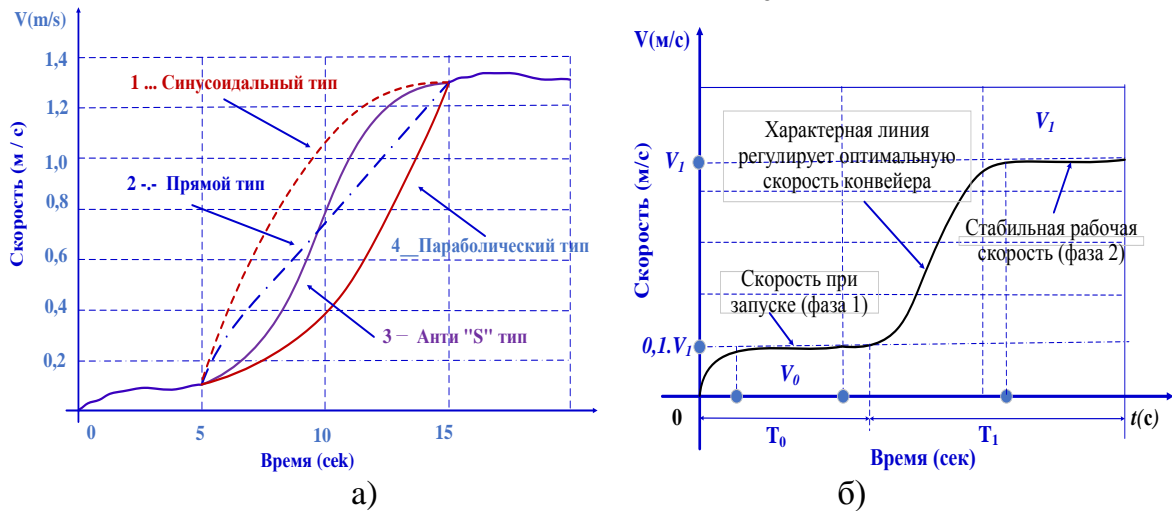 V(m/s)
1,4
1 ... Синусоидальный тип
1,2
1,0
2 -.- Прямой тип
0,8
4__Параболический тип
0,6
0,4
3 — Анти "S" тип
0,2
0
5
10
15
Скорость (м / с)
Время (cek)
а)
V(м/с)
V1
Характерная линия
регулирует оптимальную
скорость конвейера
V1
Стабильная рабочая
скорость (фаза 2)
Скорость при
запуске (фаза 1)
0,1.V1
V0
0
t(с)
T0
T1
Скорость (м/с)
Время (сек)
б)